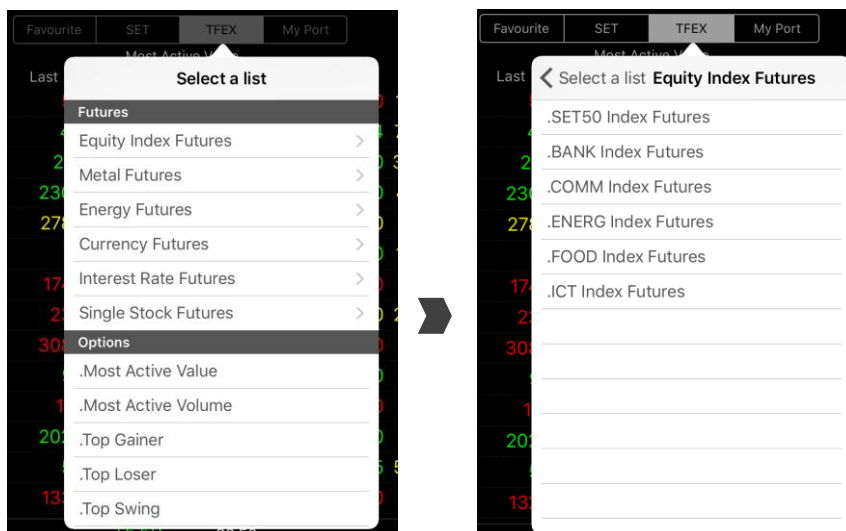 Favourite SET TFEX My Port
Most Active
Last
Select a list
Futures
Equity Index Futures
Metal Futures
Energy Futures
Currency Futures
Interest Rate Futures
Single Stock Futures
Options
.Most Active Value
.Most Active Volume
.Top Gainer
.Top Loser
.Top Swing
Favourite SET TFEX My Port
Most
Last
Select a list Equity Index Futures
.SET50 Index Futures
.BANK Index Futures
.COMM Index Futures
.ENERG Index Futures
.FOOD Index Futures
.ICT Index Futures